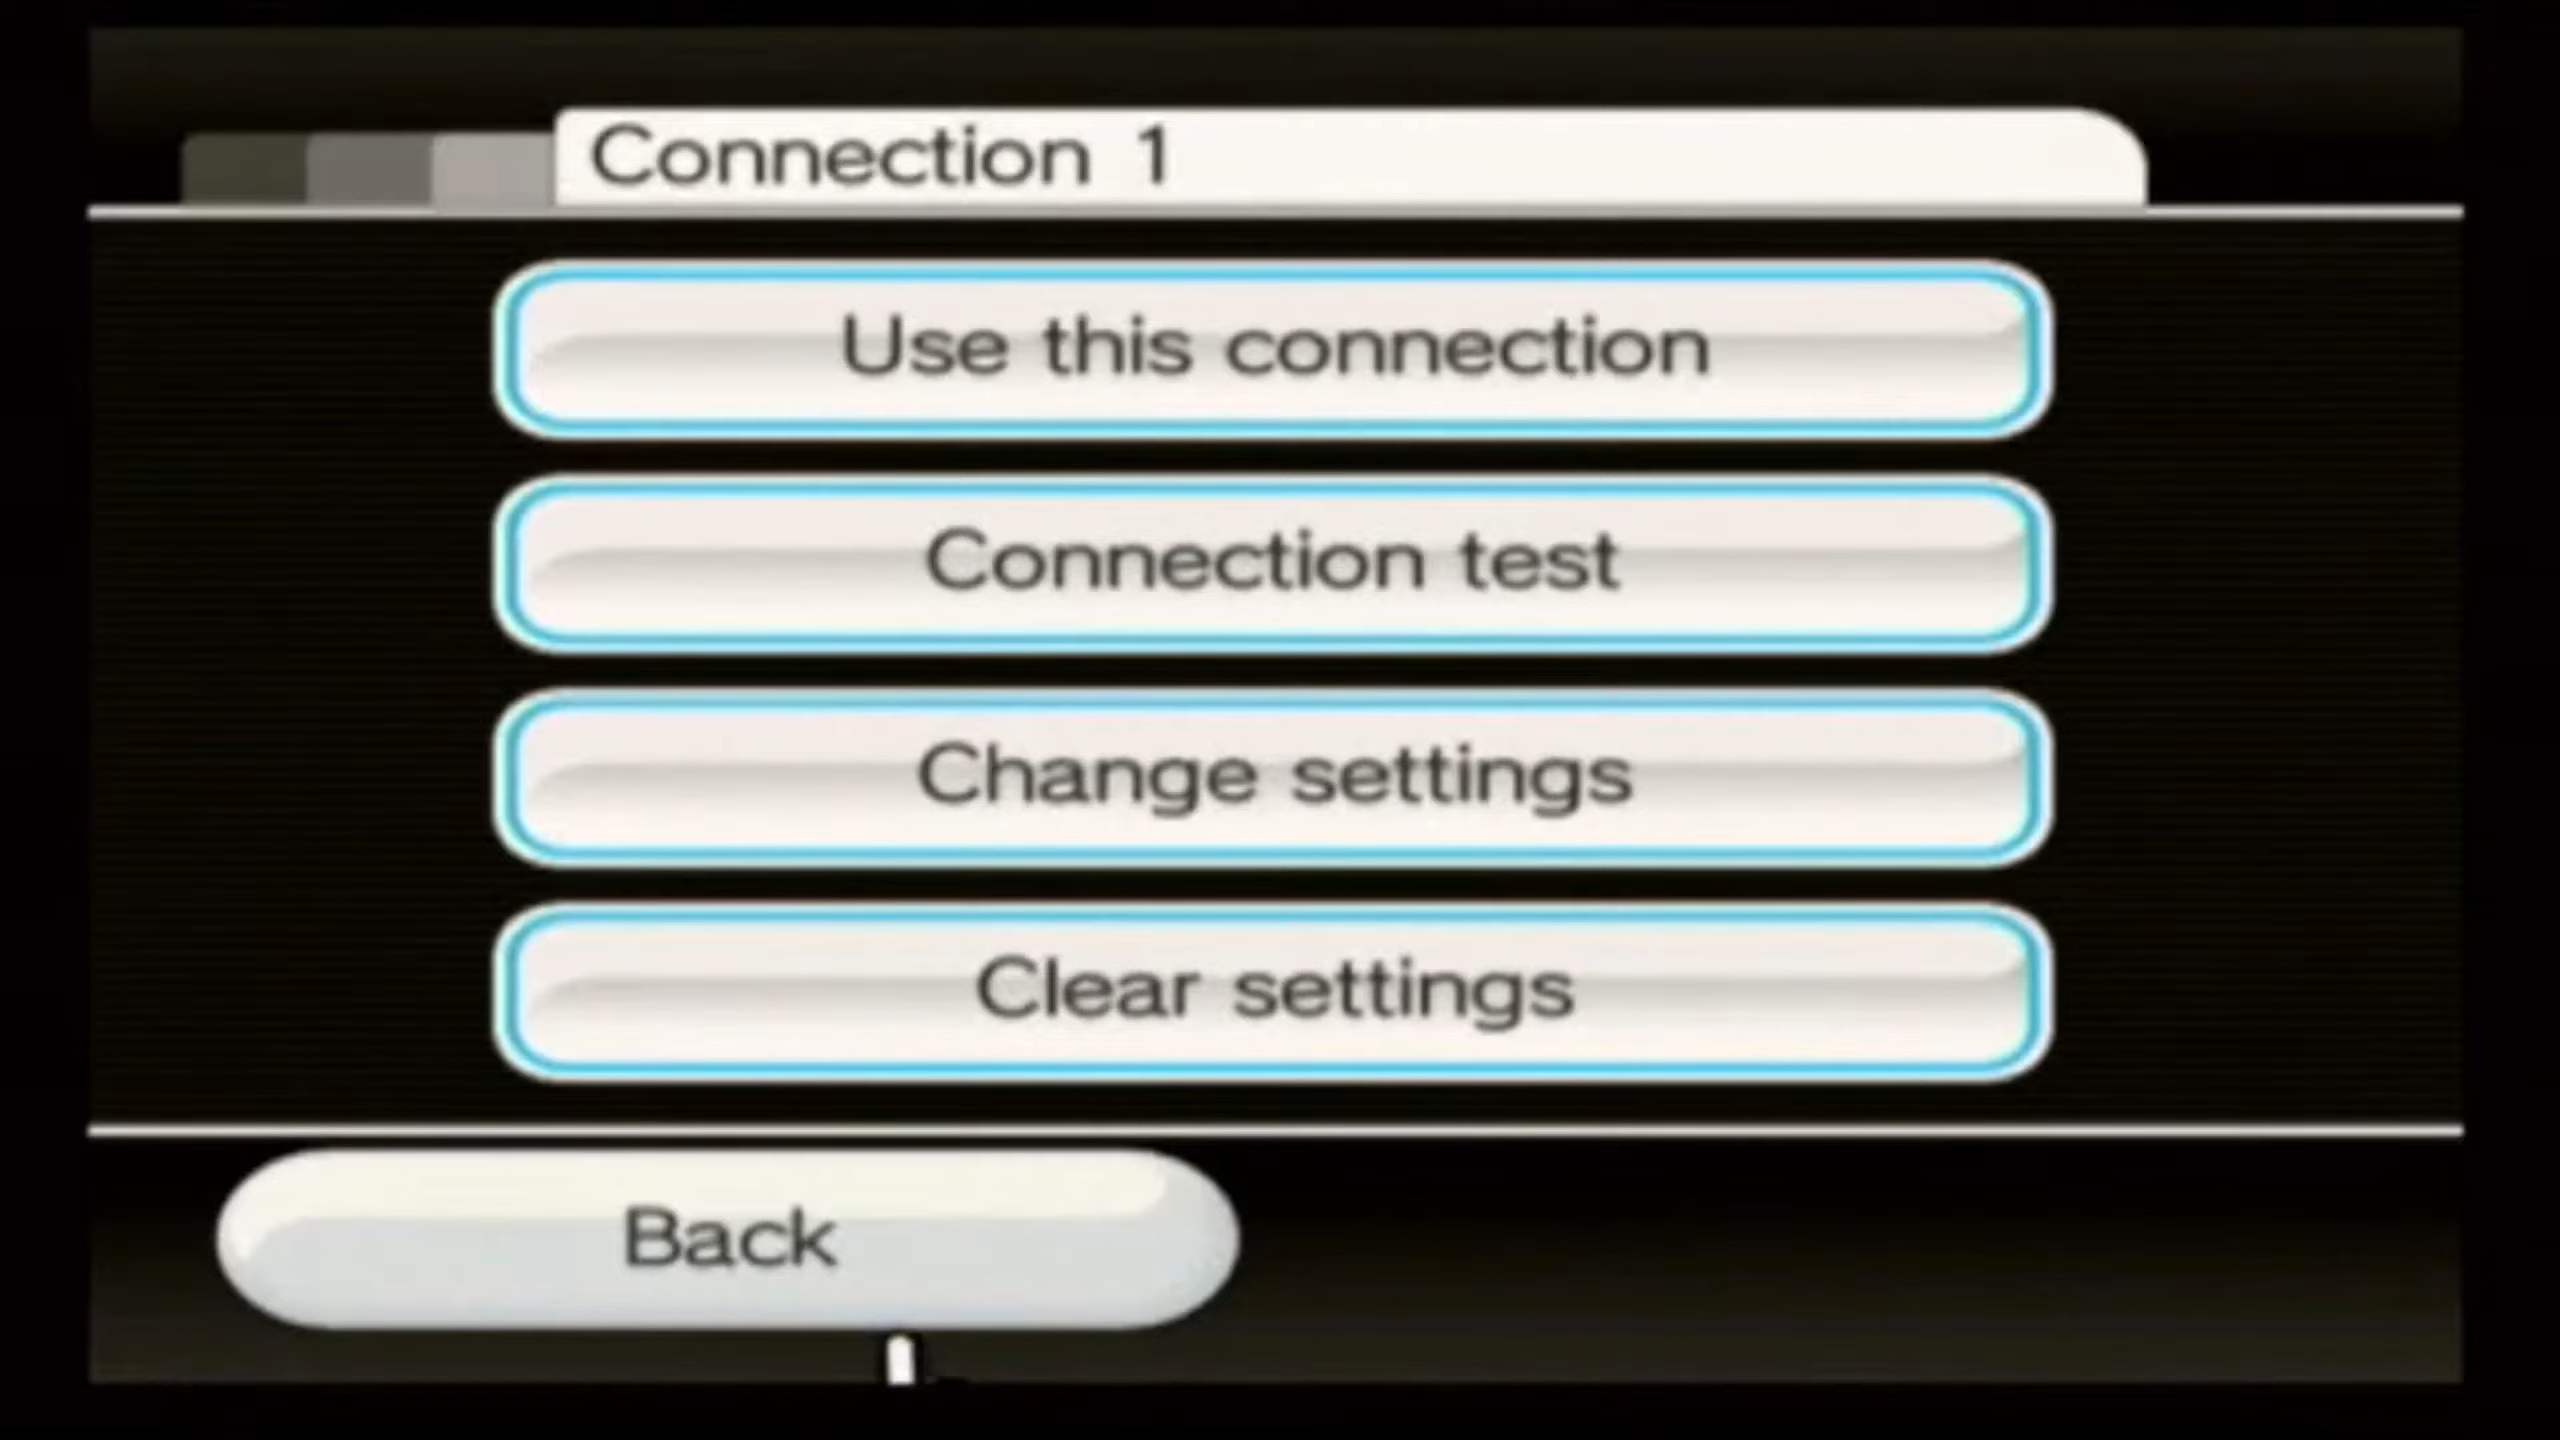 Connection 1
Use this connection
Connection test
Change settings
Clear settings
Back